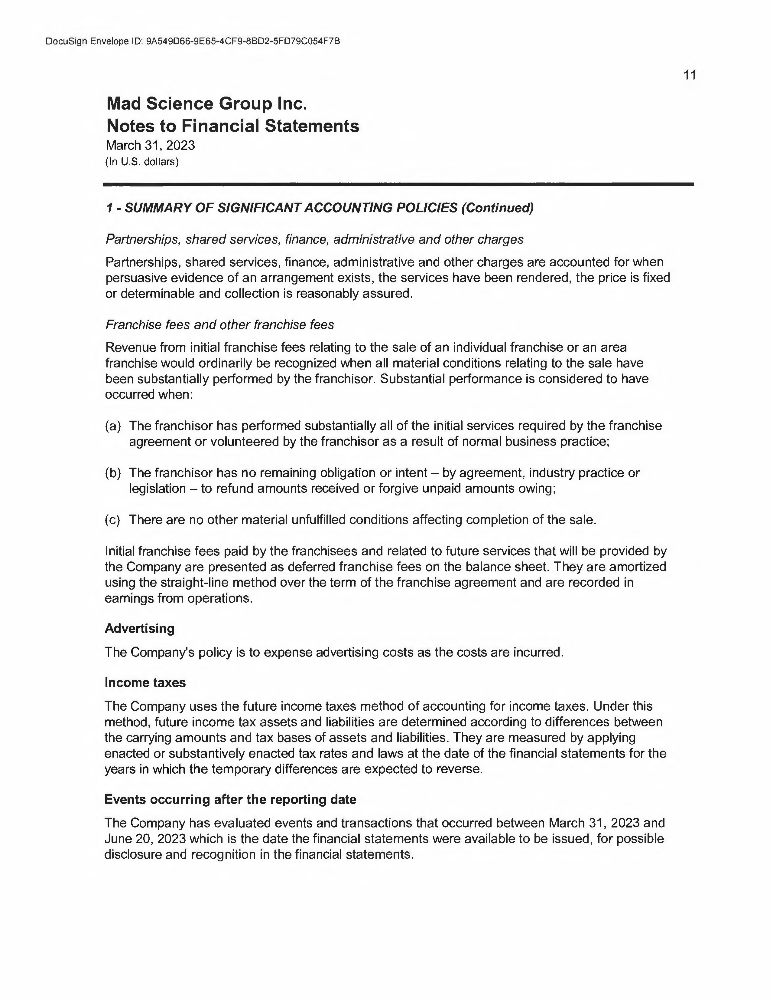 DocuSign Envelope ID: 9A549D66-9E65-4CF9-8BD2-5FD79C054F7B
11
Mad Science Group Inc.
Notes to Financial Statements
March 31, 2023
(In U.S. dollars)
1 - SUMMARY OF SIGNIFICANT ACCOUNTING POLICIES (Continued)
Partnerships, shared services, finance, administrative and other charges
Partnerships, shared services, finance, administrative and other charges are accounted for when
persuasive evidence of an arrangement exists, the services have been rendered, the price is fixed
or determinable and collection is reasonably assured.
Franchise fees and other franchise fees
Revenue from initial franchise fees relating to the sale of an individual franchise or an area
franchise would ordinarily be recognized when all material conditions relating to the sale have
been substantially performed by the franchisor. Substantial performance is considered to have
occurred when:
(a) The franchisor has performed substantially all of the initial services required by the franchise
agreement or volunteered by the franchisor as a result of normal business practice;
(b) The franchisor has no remaining obligation or intent – by agreement, industry practice or
legislation – to refund amounts received or forgive unpaid amounts owing;
(c) There are no other material unfulfilled conditions affecting completion of the sale.
Initial franchise fees paid by the franchisees and related to future services that will be provided by
the Company are presented as deferred franchise fees on the balance sheet. They are amortized
using the straight-line method over the term of the franchise agreement and are recorded in
earnings from operations.
Advertising
The Company's policy is to expense advertising costs as the costs are incurred.
Income taxes
The Company uses the future income taxes method of accounting for income taxes. Under this
method, future income tax assets and liabilities are determined according to differences between
the carrying amounts and tax bases of assets and liabilities. They are measured by applying
enacted or substantively enacted tax rates and laws at the date of the financial statements for the
years in which the temporary differences are expected to reverse.
Events occurring after the reporting date
The Company has evaluated events and transactions that occurred between March 31, 2023 and
June 20, 2023 which is the date the financial statements were available to be issued, for possible
disclosure and recognition in the financial statements.